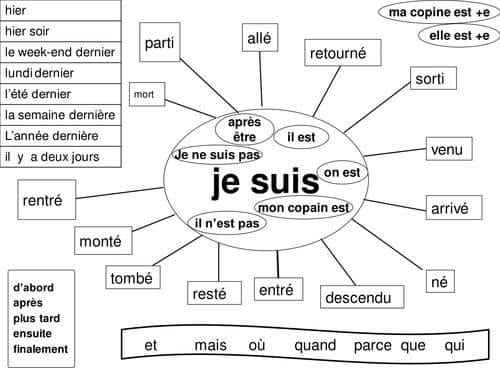 hier
hier soir
le week-end dernier
lundi dernier
l'été dernier
la semaine dernière
L'année dernière
il y a deux jours
parti
allé
retourné
ma copine est +e
elle est +e
sorti
mort
après
être
il est
Je ne suis pas
je suis
on est
mon copain est
il n'est pas
venu
rentré
arrivé
monté
tombé
resté
entré
descendu
né
d'abord
après
plus tard
ensuite
finalement
et mais où quand parce que qui